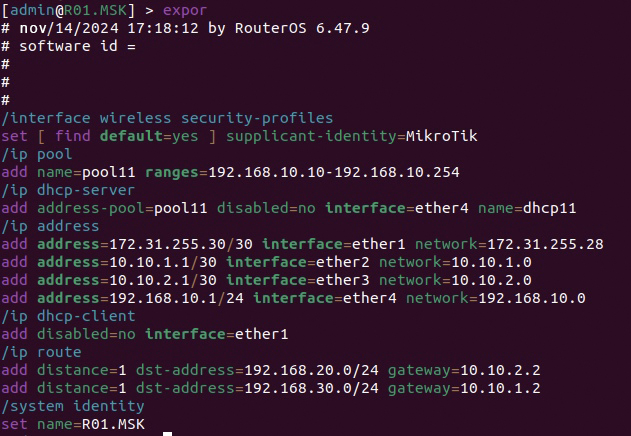 [admin@R01.MSK] > expor
# nov/14/2024 17:18:12 by RouterOS 6.47.9
# software id =
#
#
#
/interface wireless security-profiles
set [ find default=yes ] supplicant-identity=MikroTik
/ip pool
add name=pool11 ranges=192.168.10.10-192.168.10.254
/ip dhcp-server
add address-pool=pool11 disabled=no interface=ether4 name=dhcp11
/ip address
add address=172.31.255.30/30 interface=ether1 network=172.31.255.28
add address=10.10.1.1/30 interface=ether2 network=10.10.1.0
add address=10.10.2.1/30 interface=ether3 network=10.10.2.0
add address=192.168.10.1/24 interface=ether4 network=192.168.10.0
/ip dhcp-client
add disabled=no interface=ether1
/ip route
add distance=1 dst-address=192.168.20.0/24 gateway=10.10.2.2
add distance=1 dst-address=192.168.30.0/24 gateway=10.10.1.2
/system identity
set name=R01.MSK